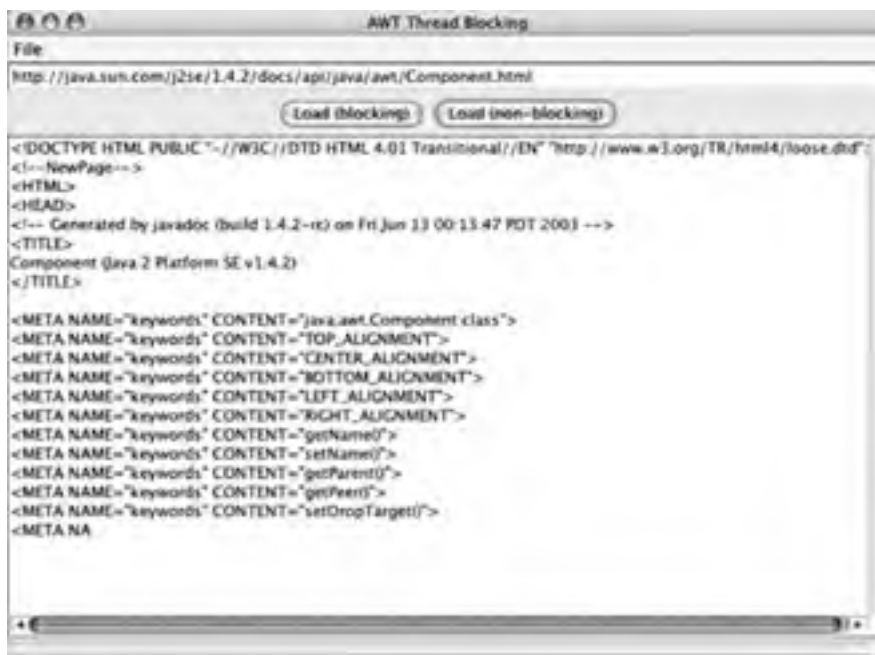 AWT Thread Blocking
File
http://java.sun.com/j2se/1.4.2/docs/api/java/awt/Component.html
Load (blocking) Load (non-blocking)
<!DOCTYPE HTML PUBLIC "-//W3C//DTD HTML 4.01 Transitional//EN" "http://www.w3.org/TR/html4/loose.dtd">
<!--NewPage-->
<HTML>
<HEAD>
<!-- Generated by javadoc (build 1.4.2-rc) on Fri Jun 13 00:13:47 PDT 2003 -->
<TITLE>
Component (Java 2 Platform SE v1.4.2)
</TITLE>
<META NAME="keywords" CONTENT="java.awt.Component class">
<META NAME="keywords" CONTENT="TOP_ALIGNMENT">
<META NAME="keywords" CONTENT="CENTER_ALIGNMENT">
<META NAME="keywords" CONTENT="BOTTOM_ALIGNMENT">
<META NAME="keywords" CONTENT="LEFT_ALIGNMENT">
<META NAME="keywords" CONTENT="RIGHT_ALIGNMENT">
<META NAME="keywords" CONTENT="getName()">
<META NAME="keywords" CONTENT="setName()">
<META NAME="keywords" CONTENT="getParent()">
<META NAME="keywords" CONTENT="getPeer()">
<META NAME="keywords" CONTENT="setDropTarget()">
<META NA